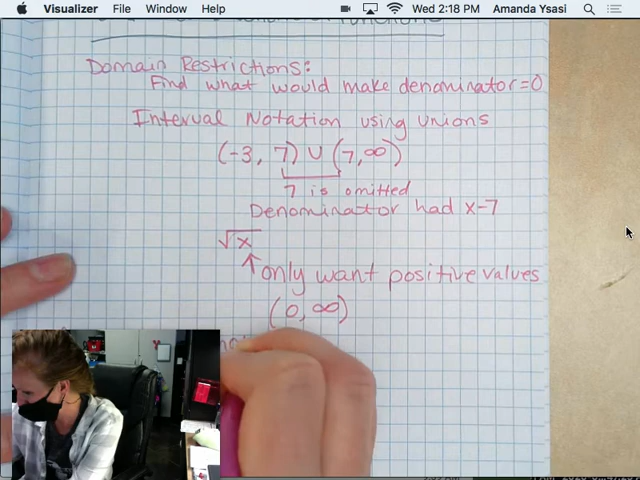 Visualizer File Window Help Wed 2:18 PM Amanda Ysasi
Domain Restrictions:
Find what would make denominator=0
Interval Notation using Unions
(-3, 7) ∪ (7, ∞)
7 is omitted
Denominator had x-7
√x
↑ only want positive values
(0, ∞)